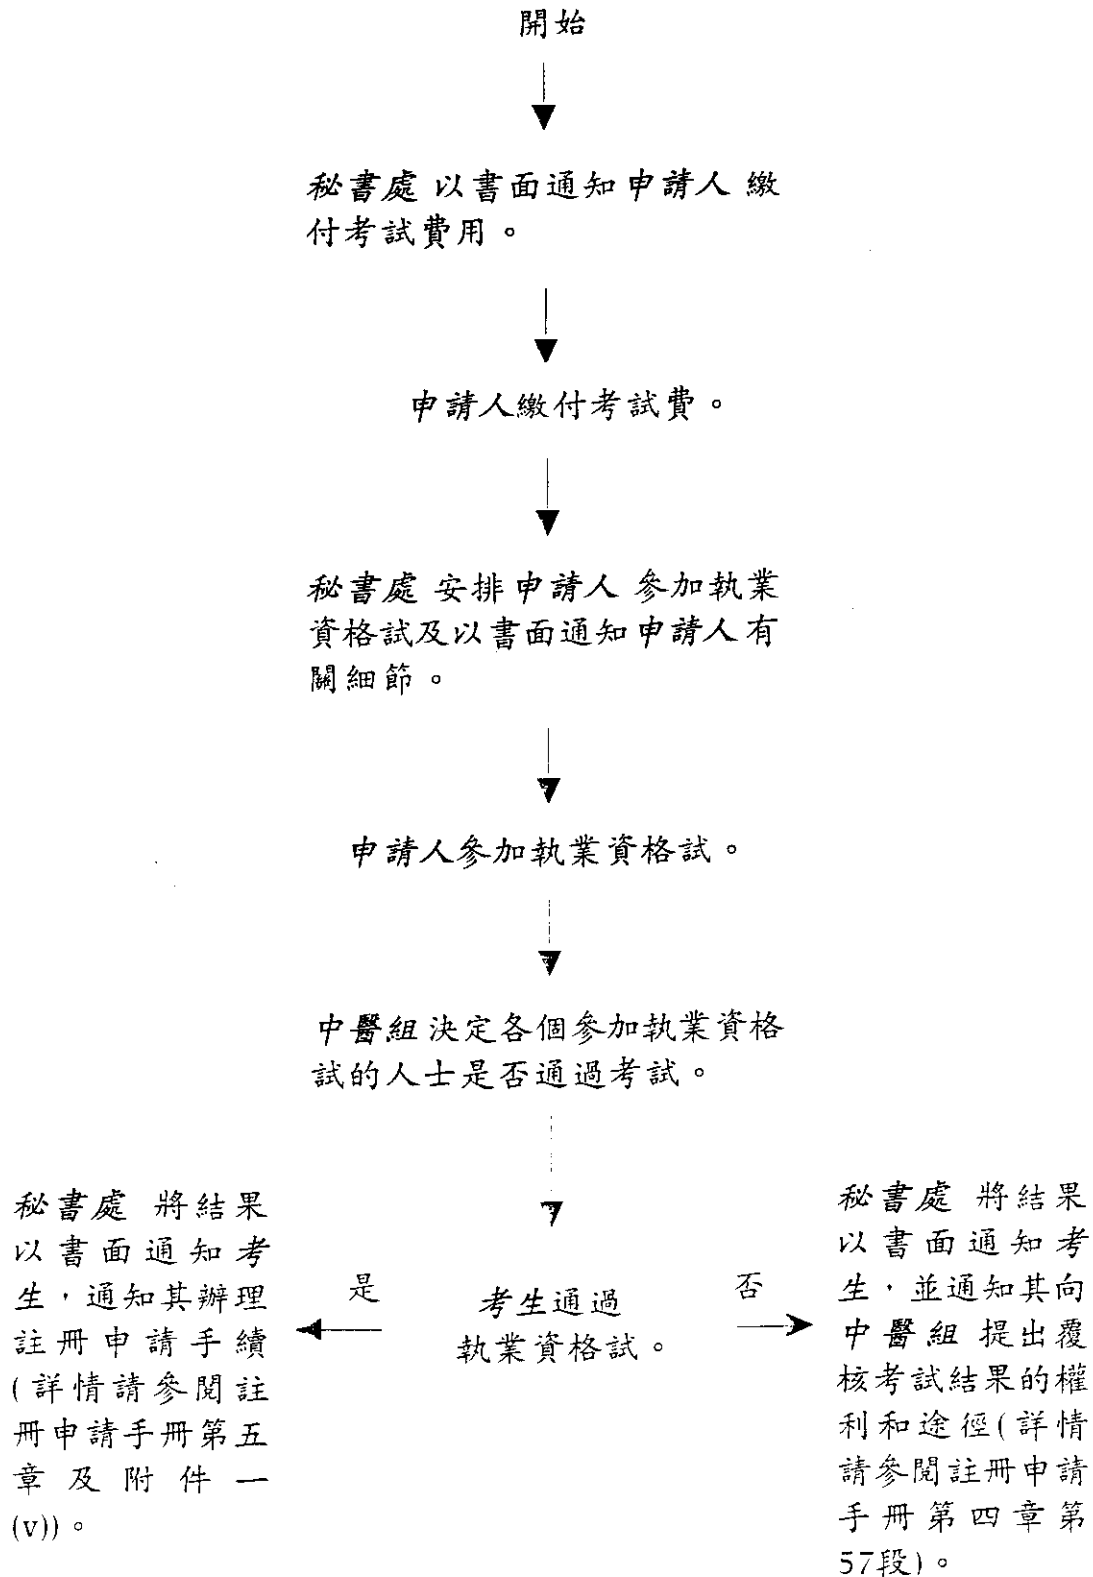 開始
秘書處 以書面通知申請人 繳
付考試費用。
申請人繳付考試費。
秘書處 安排申請人 參加執業
資格試及以書面通知申請人有
關細節。
申請人參加執業資格試。
中醫組決定各個參加執業資格
試的人士是否通過考試。
秘書處 將結果
以書面通知考
生，通知其辦理
註冊申請手續
(詳情請參閱註
冊申請手冊第五
章及附件一
(v))。
是
考生通過
執業資格試。
否
秘書處 將結果
以書面通知考
生，並通知其向
中醫組 提出覆
核考試結果的權
利和途徑(詳情
請參閱註冊申請
手冊第四章第
57段)。